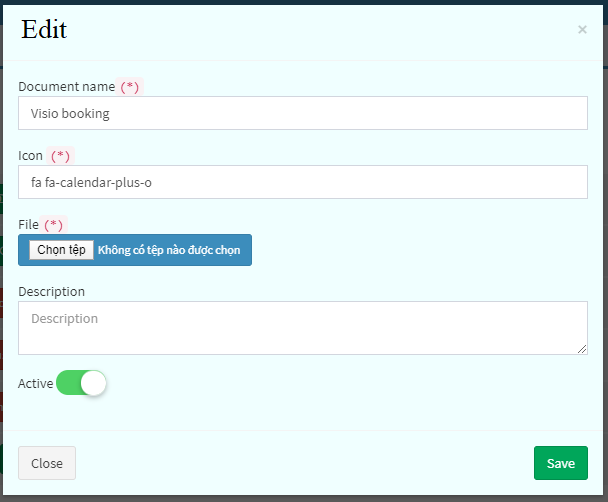 Edit
×
Document name (*)
Visio booking
Icon (*)
fa fa-calendar-plus-o
File (*)
Chọn tệp Không có tệp nào được chọn
Description
Description
Active
Close Save